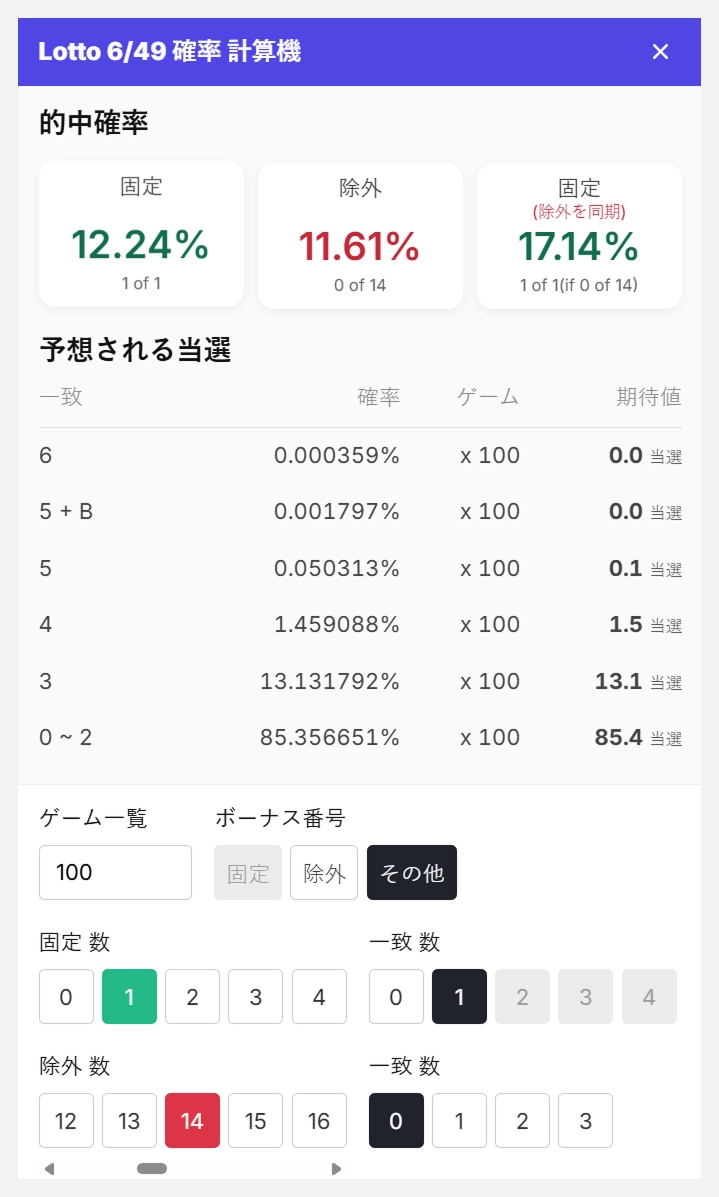 Lotto 6/49 確率 計算機
的中確率
固定
12.24%
1 of 1
除外
11.61%
0 of 14
固定
(除外を同期)
17.14%
1 of 1(if 0 of 14)
予想される当選
一致 確率 ゲーム 期待値
6 0.000359% x 100 0.0 当選
5 + B 0.001797% x 100 0.0 当選
5 0.050313% x 100 0.1 当選
4 1.459088% x 100 1.5 当選
3 13.131792% x 100 13.1 当選
0 ~ 2 85.356651% x 100 85.4 当選
ゲーム一覧 ボーナス番号
100 固定 除外 その他
固定 数 一致 数
0 1 2 3 4 0 1 2 3 4
除外 数 一致 数
12 13 14 15 16 0 1 2 3